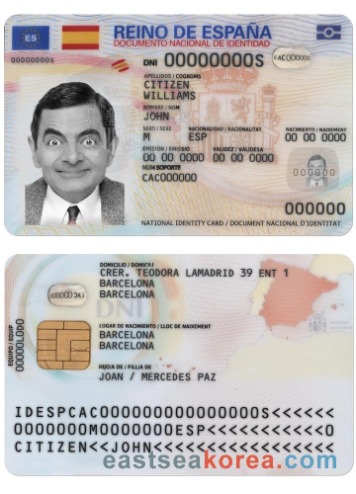 ES
REINO DE ESPAÑA
DOCUMENTO NACIONAL DE IDENTIDAD
00000000S
DNI 00000000S
CAC000000
APELLIDOS / COGNOMS
CITIZEN
WILLIAMS
NOMBRE / NOM
JOHN
SEXO / SEXE NACIONALIDAD / NACIONALITAT NACIMIENTO / NAIXEMENT
M ESP 00 00 0000
EMISIÓN / EMISSIÓ VALIDEZ / VALIDESA
00 00 0000 00 00 0000
NUM SOPORTE
CAC000000
000000
NATIONAL IDENTITY CARD / DOCUMENT NACIONAL D'IDENTITAT
DOMICILIO / DOMICILI
CRER. TEODORA LAMADRID 39 ENT 1
BARCELONA
BARCELONA
DNI
LUGAR DE NACIMIENTO / LLOC DE NAIXEMENT
BARCELONA
BARCELONA
HIJO/A DE / FILL/A DE
JOAN / MERCEDES PAZ
EQUIPO / EQUIP
00000L0D0
IDESPCAC000000000000000S<<<<<<
0000000M0000000ESP<<<<<<<<<<<0
CITIZEN<<JOHN<<<<<<<<<<<<<<<<<
eastseakorea.com